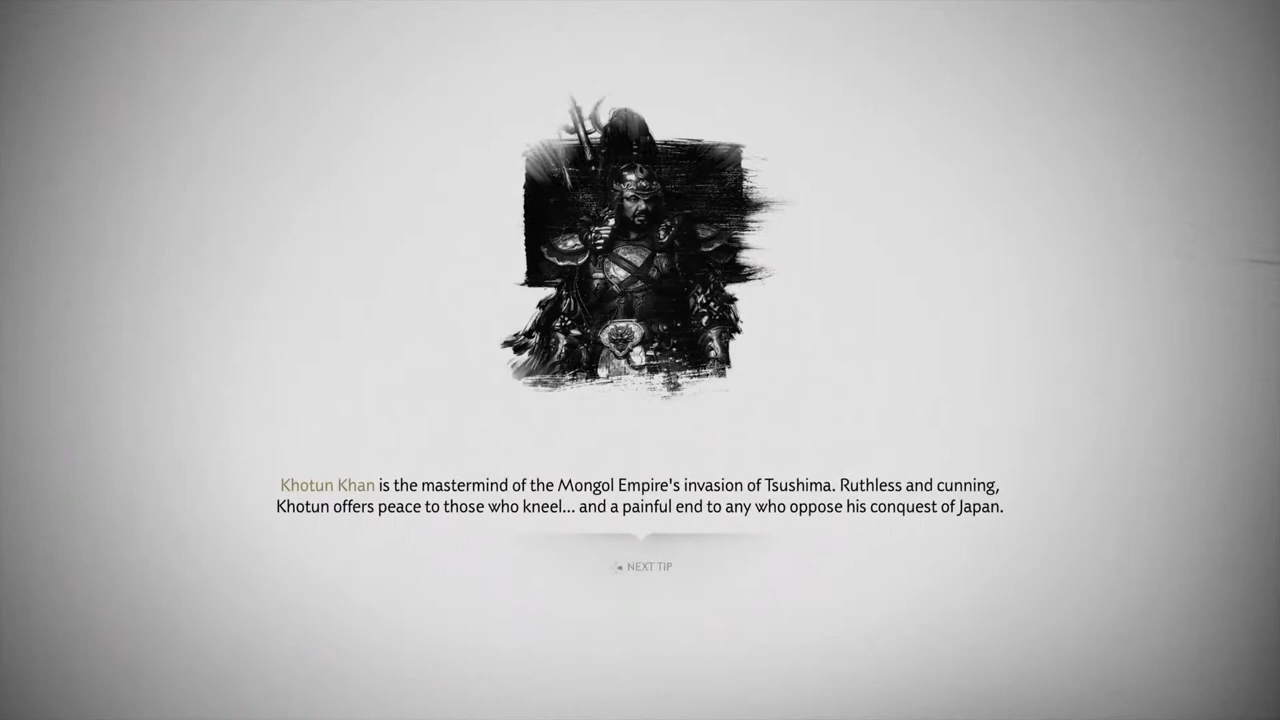 Khotun Khan is the mastermind of the Mongol Empire's invasion of Tsushima. Ruthless and cunning,
Khotun offers peace to those who kneel... and a painful end to any who oppose his conquest of Japan.
NEXT TIP